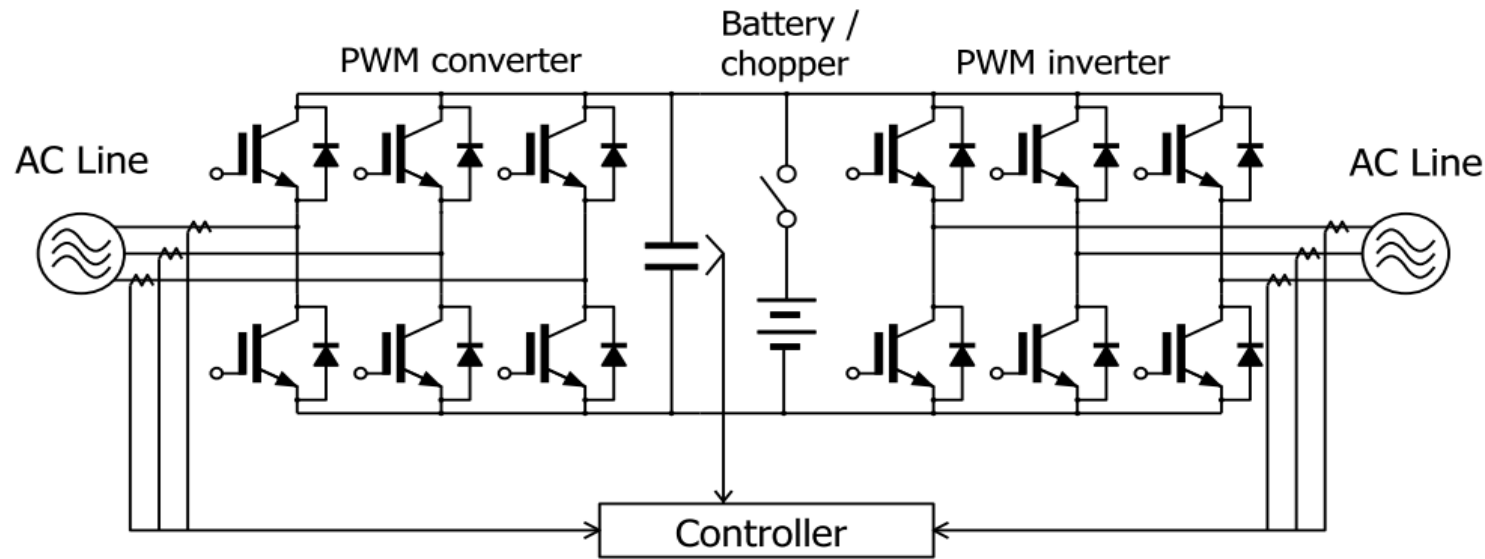 Battery /
chopper
PWM converter
PWM inverter
AC Line
AC Line
Controller